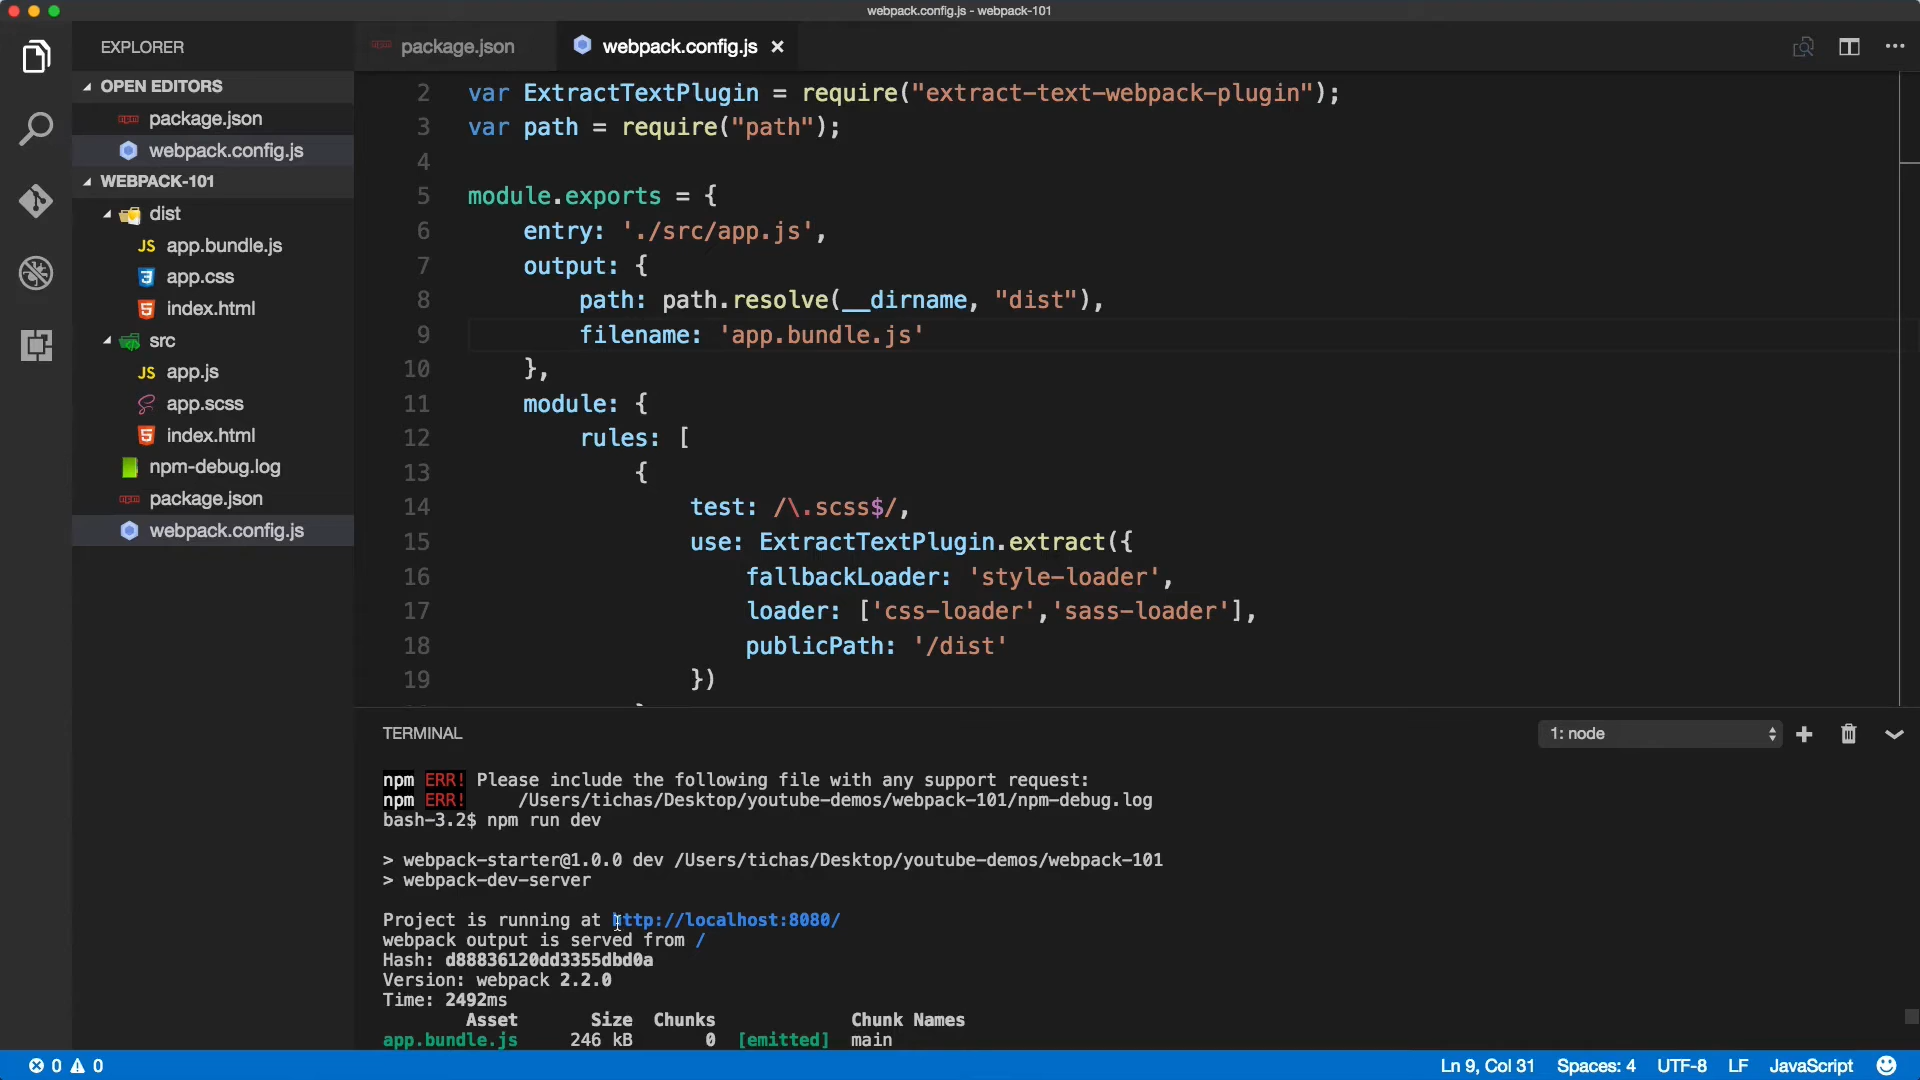 webpack.config.js - webpack-101
EXPLORER
OPEN EDITORS
package.json
webpack.config.js
WEBPACK-101
dist
JS app.bundle.js
app.css
index.html
src
JS app.js
app.scss
index.html
npm-debug.log
package.json
webpack.config.js
package.json
webpack.config.js ×
2 var ExtractTextPlugin = require("extract-text-webpack-plugin");
3 var path = require("path");
4
5 module.exports = {
6 entry: './src/app.js',
7 output: {
8 path: path.resolve(__dirname, "dist"),
9 filename: 'app.bundle.js'
10 },
11 module: {
12 rules: [
13 {
14 test: /\.scss$/,
15 use: ExtractTextPlugin.extract({
16 fallbackLoader: 'style-loader',
17 loader: ['css-loader','sass-loader'],
18 publicPath: '/dist'
19 })
TERMINAL
1: node
npm ERR! Please include the following file with any support request:
npm ERR! /Users/tichas/Desktop/youtube-demos/webpack-101/npm-debug.log
bash-3.2$ npm run dev
> webpack-starter@1.0.0 dev /Users/tichas/Desktop/youtube-demos/webpack-101
> webpack-dev-server
Project is running at http://localhost:8080/
webpack output is served from /
Hash: d88836120dd3355dbd0a
Version: webpack 2.2.0
Time: 2492ms
Asset Size Chunks Chunk Names
app.bundle.js 246 kB 0 [emitted] main
0 0
Ln 9, Col 31 Spaces: 4 UTF-8 LF JavaScript